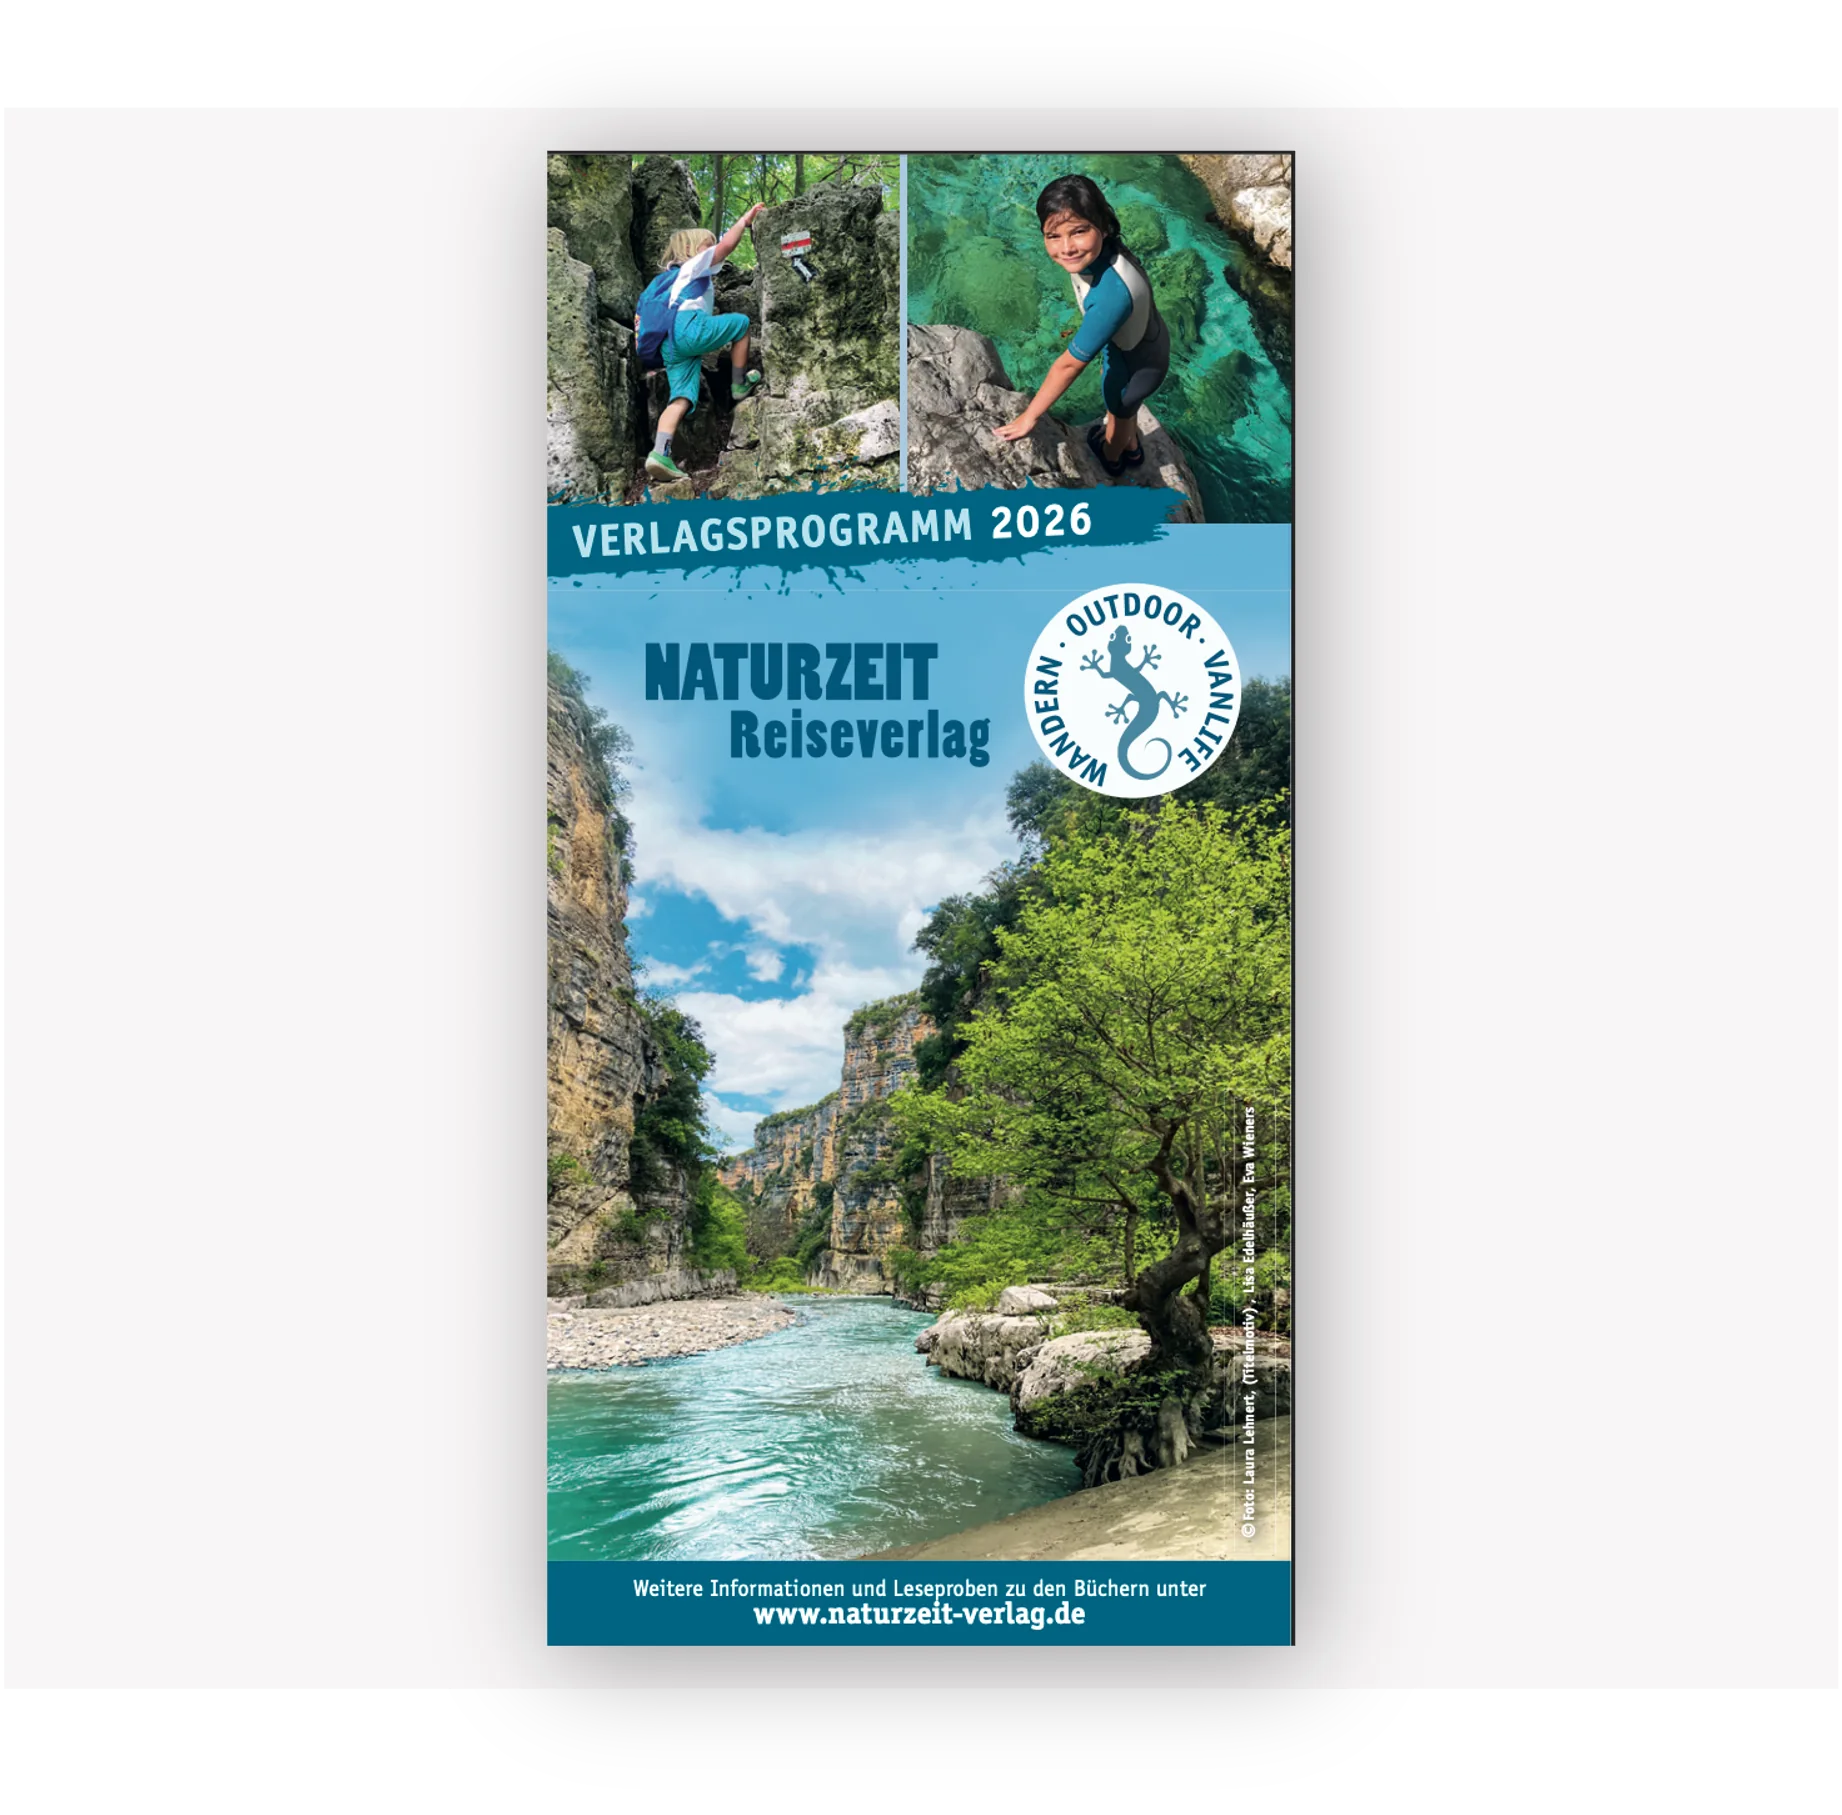 VERLAGSPROGRAMM 2026
NATURZEIT
Reiseverlag
WANDERN · OUTDOOR · VANLIFE
© Foto: Laura Lehnert, (Titelmotiv) . Lisa Edelhäußer, Eva Wieners
Weitere Informationen und Leseproben zu den Büchern unter
www.naturzeit-verlag.de